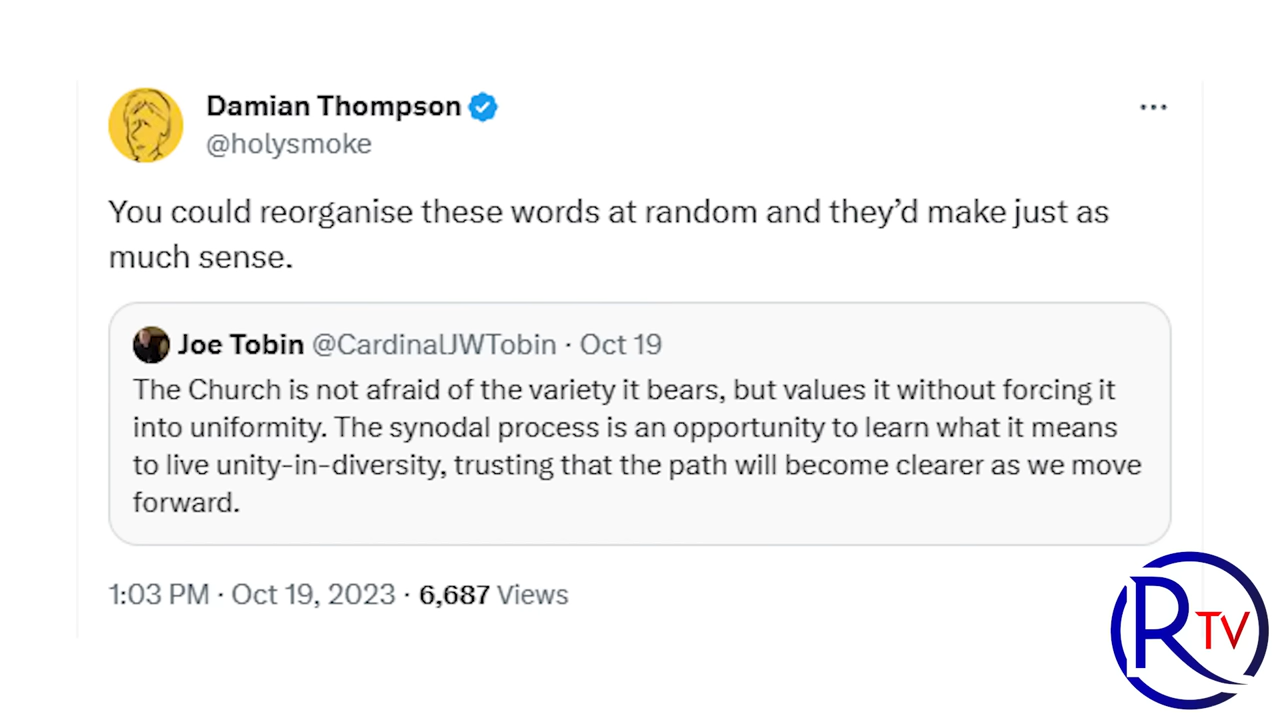 Damian Thompson
@holysmoke
You could reorganise these words at random and they’d make just as
much sense.
Joe Tobin @CardinalJWTobin · Oct 19
The Church is not afraid of the variety it bears, but values it without forcing it
into uniformity. The synodal process is an opportunity to learn what it means
to live unity-in-diversity, trusting that the path will become clearer as we move
forward.
1:03 PM · Oct 19, 2023 · 6,687 Views
RTV